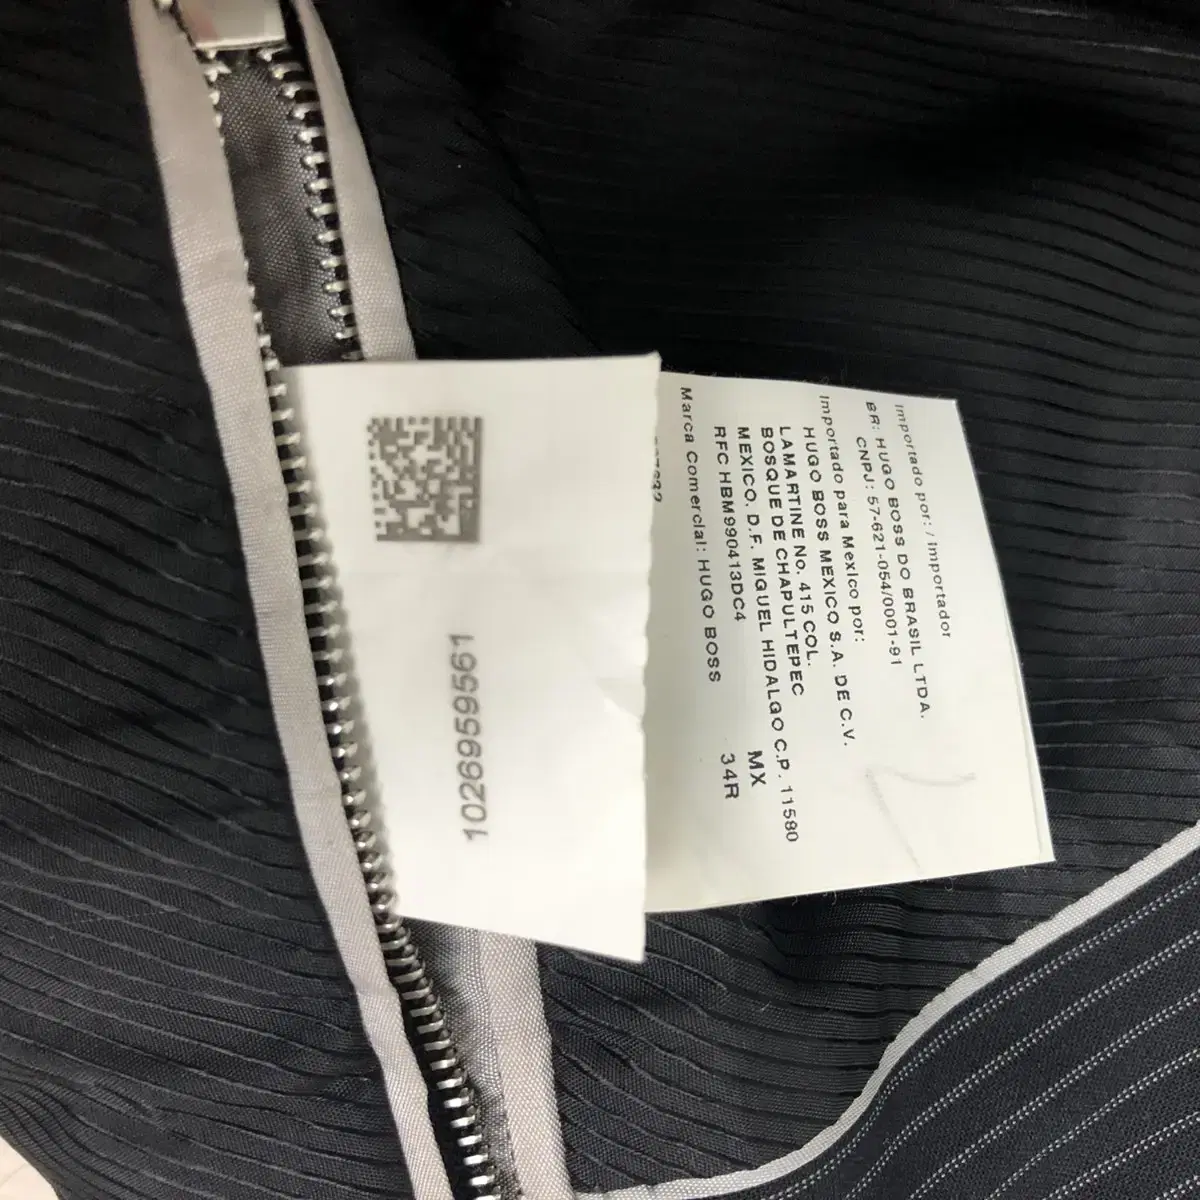 Importado por: / Importador
BR: HUGO BOSS DO BRASIL LTDA.
CNPJ: 57-621-054/0001-91
Importado para Mexico por:
HUGO BOSS MEXICO S.A. DE C.V.
LAMARTINE No. 415 COL.
BOSQUE DE CHAPULTEPEC
MEXICO, D.F. MIGUEL HIDALGO C.P. 11580
RFC HBM990413DC4
MX
34R
Marca Comercial: HUGO BOSS
1026959561